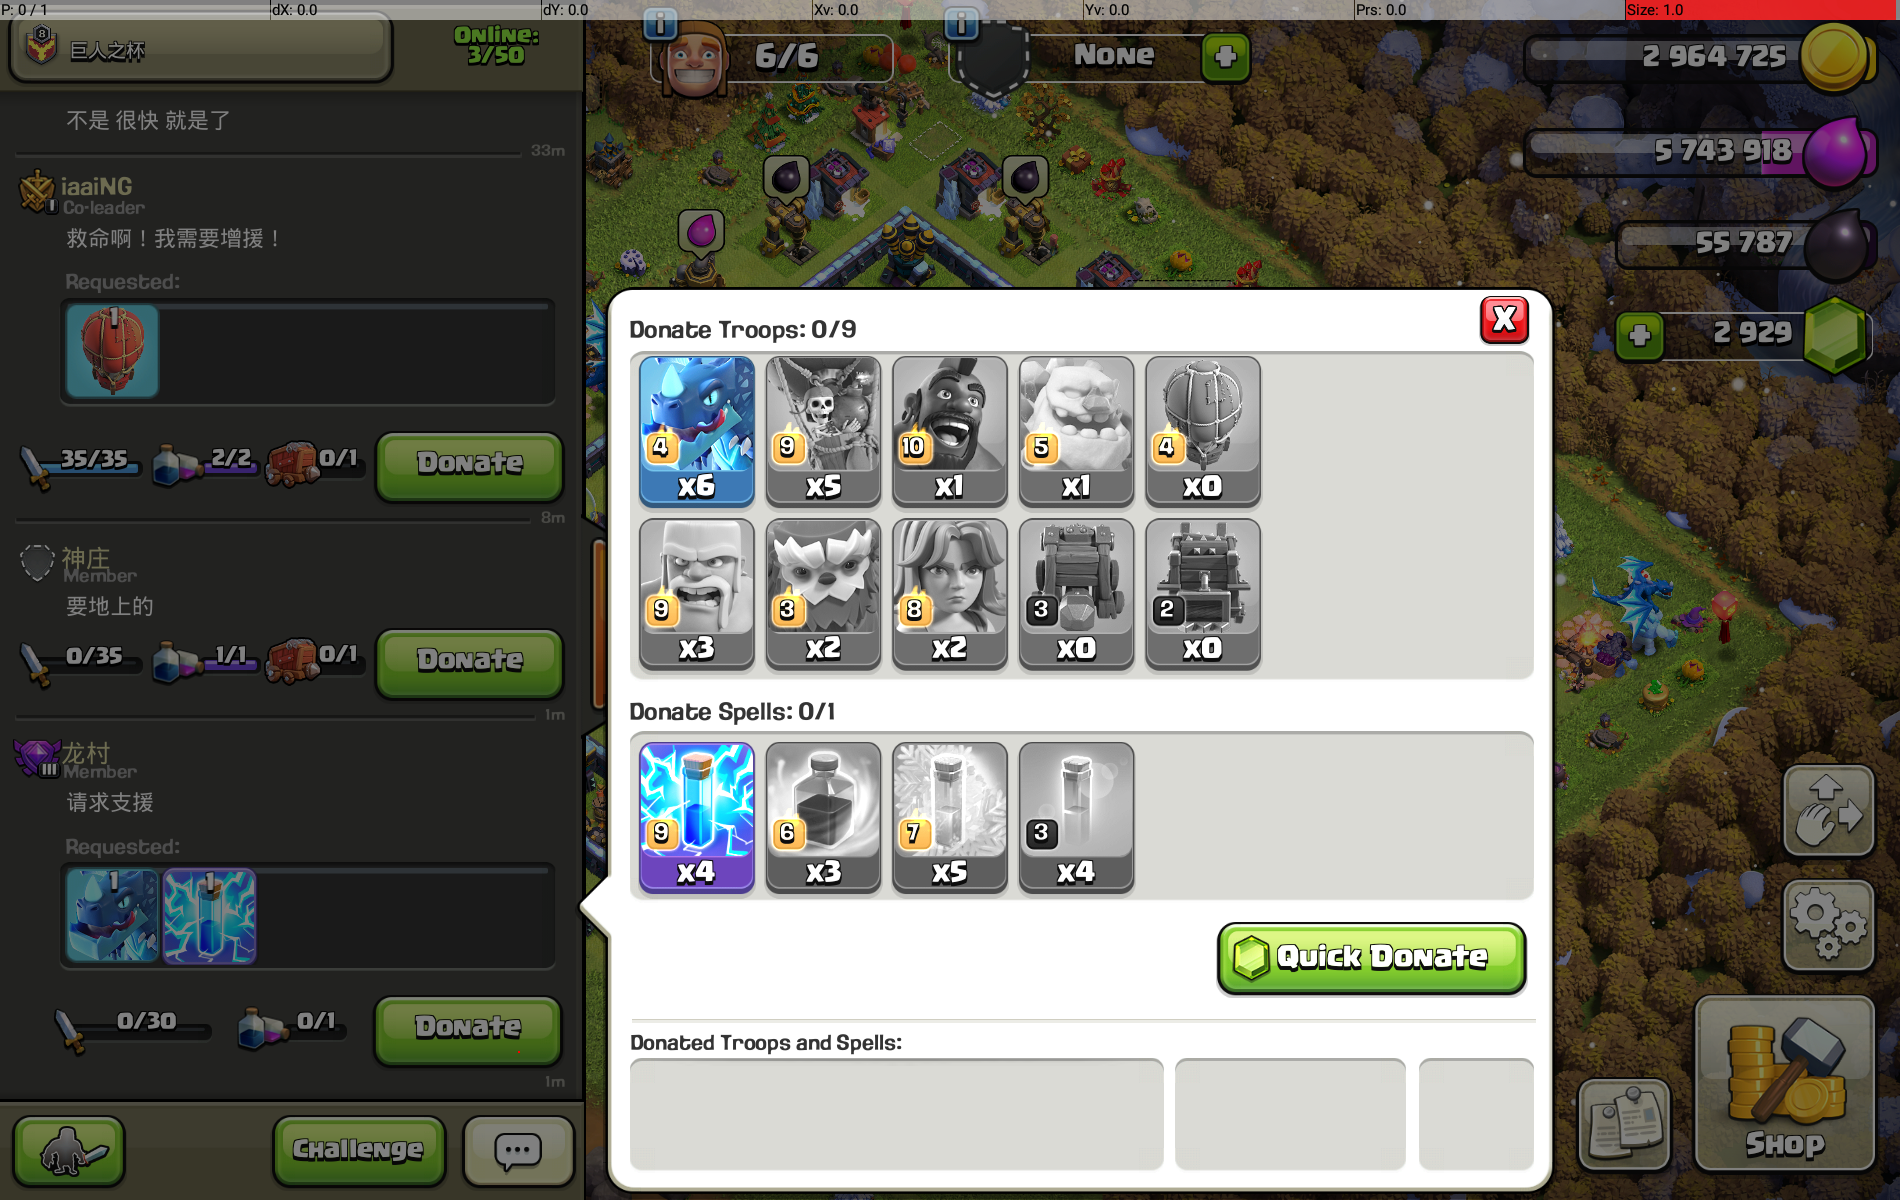 P: 0 / 1
dX: 0.0
dY: 0.0
Xv: 0.0
Yv: 0.0
Prs: 0.0
Size: 1.0
8
巨人之杯
Online:
3/50
不是 很快 就是了
33m
iaaiNG
Co-leader
救命啊！我需要增援！
Requested:
1
35/35
2/2
0/1
Donate
8m
神庄
Member
要地上的
0/35
1/1
0/1
Donate
1m
龙村
III
Member
请求支援
Requested:
1
1
0/30
0/1
Donate
1m
Challenge
6/6
None
2 964 725
5 743 918
55 787
2 929
Donate Troops: 0/9
X
4
x6
9
x5
10
x1
5
x1
4
x0
9
x3
3
x2
8
x2
3
x0
2
x0
Donate Spells: 0/1
9
x4
6
x3
7
x5
3
x4
Quick Donate
Donated Troops and Spells:
Shop